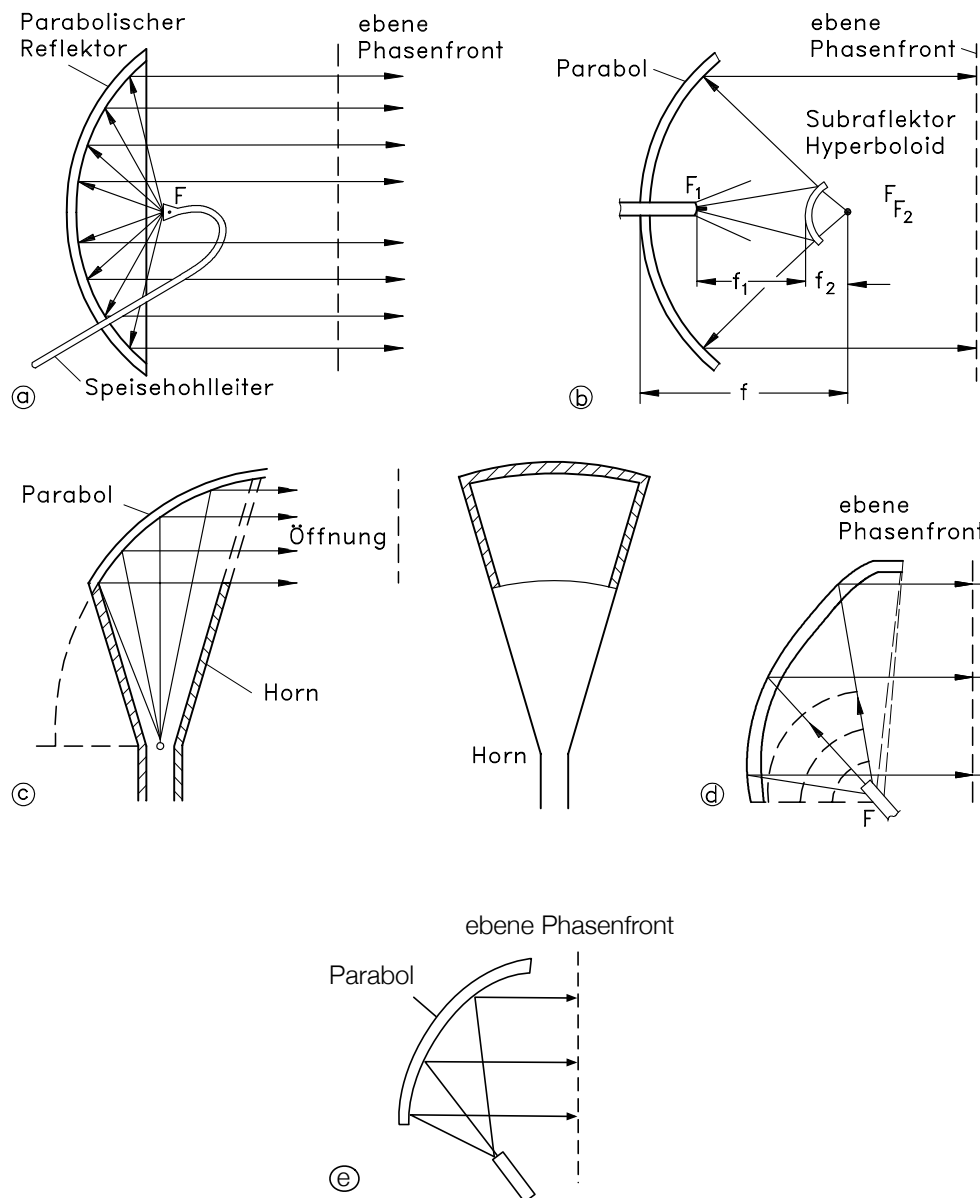 Parabolischer
Reflektor
ebene
Phasenfront
F
Speisehohlleiter
ⓐ
ebene
Phasenfront
Parabol
Subraflektor
Hyperboloid
F₁
F
F₂
f₁
f₂
f
ⓑ
Parabol
Öffnung
Horn
ⓒ
Horn
ebene
Phasenfront
F
ⓓ
ebene Phasenfront
Parabol
ⓔ